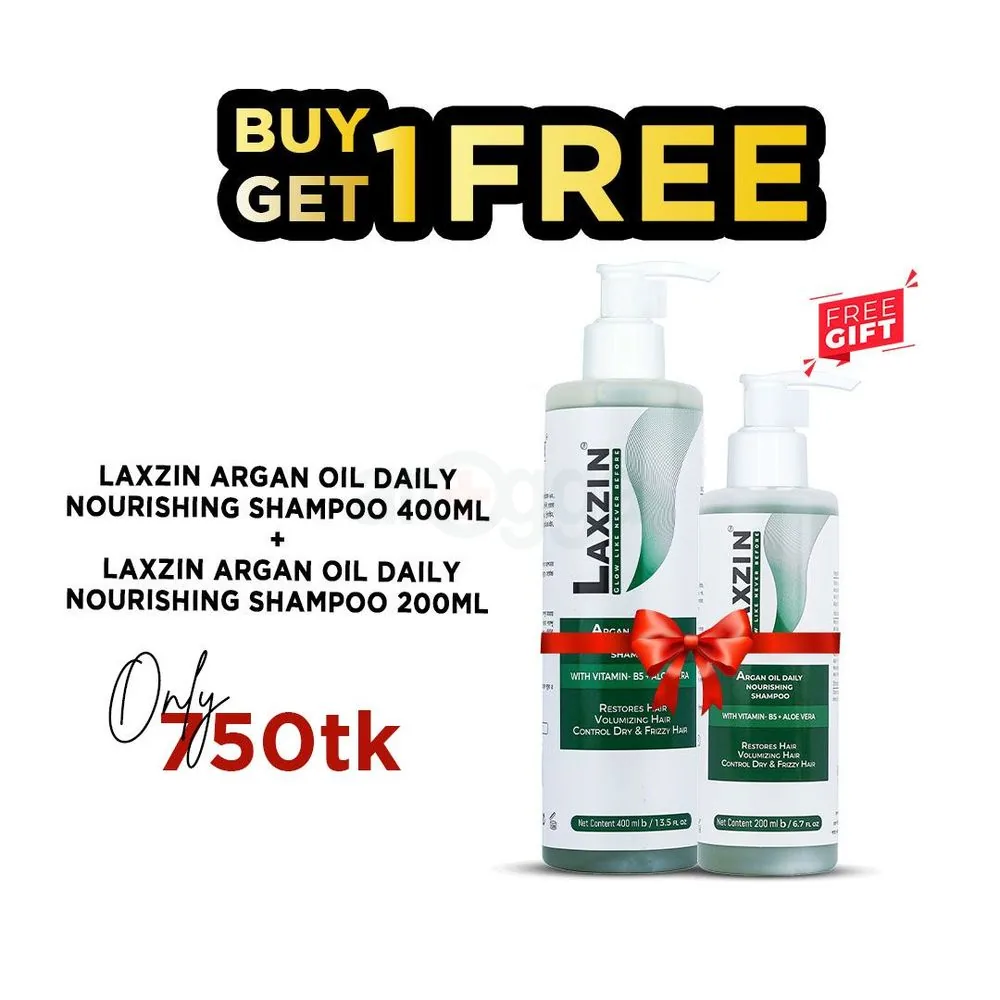 BUY 1 FREE
GET
FREE
GIFT
LAXZIN ARGAN OIL DAILY
NOURISHING SHAMPOO 400ML
+
LAXZIN ARGAN OIL DAILY
NOURISHING SHAMPOO 200ML
Only
750tk
LAXZIN
GLOW LIKE NEVER BEFORE
ARGAN
WITH VITAMIN- B5 + ALOE VERA
RESTORES HAIR
VOLUMIZING HAIR
CONTROL DRY & FRIZZY HAIR
Net Content 400 ml b / 13.5 FL OZ
ARGAN OIL DAILY
NOURISHING
SHAMPOO
WITH VITAMIN- B5 + ALOE VERA
RESTORES HAIR
VOLUMIZING HAIR
CONTROL DRY & FRIZZY HAIR
Net Content 200 ml b / 6.7 FL OZ